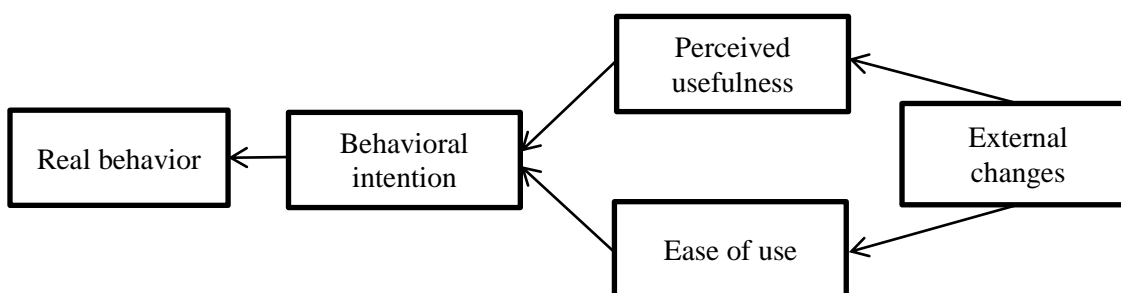 Perceived
usefulness
Real behavior
Behavioral
intention
External
changes
Ease of use